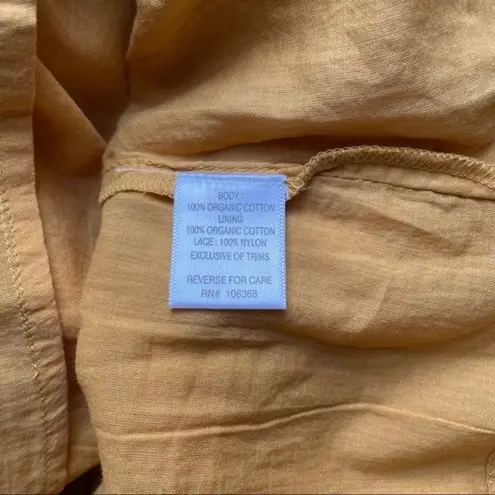 BODY
100% ORGANIC COTTON
LINING
100% ORGANIC COTTON
LACE : 100% NYLON
EXCLUSIVE OF TRIMS
REVERSE FOR CARE
RN# 106368